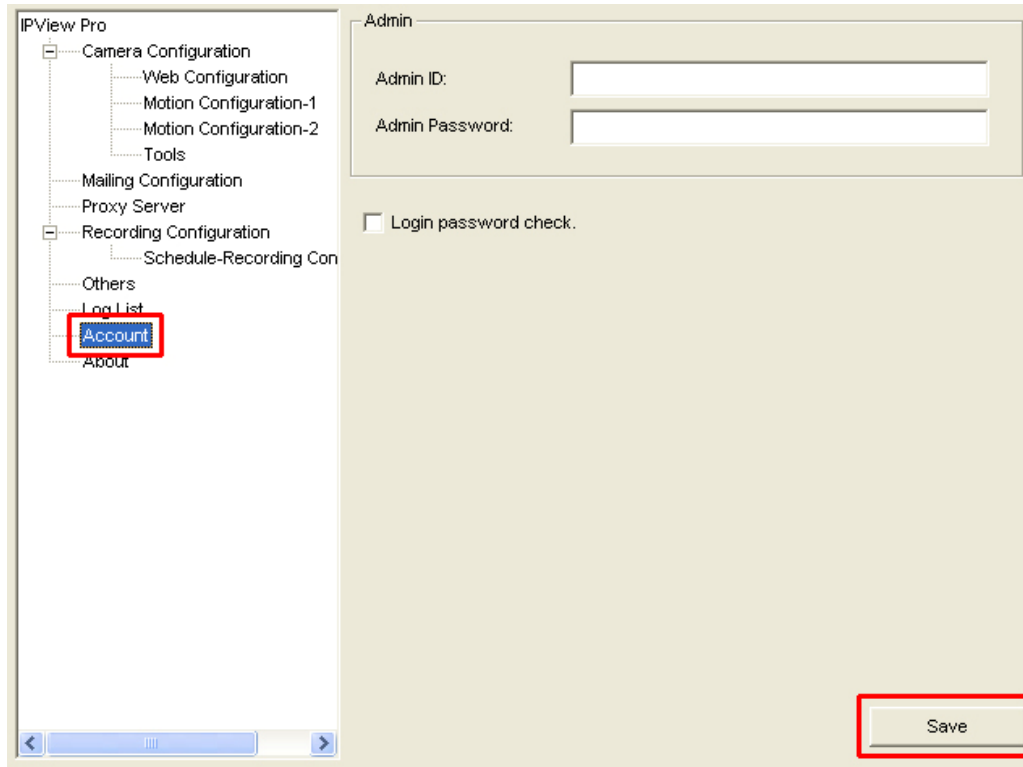 IPView Pro
Camera Configuration
Web Configuration
Motion Configuration-1
Motion Configuration-2
Tools
Mailing Configuration
Proxy Server
Recording Configuration
Schedule-Recording Con
Others
Log List
Account
About
Admin
Admin ID:
Admin Password:
Login password check.
Save